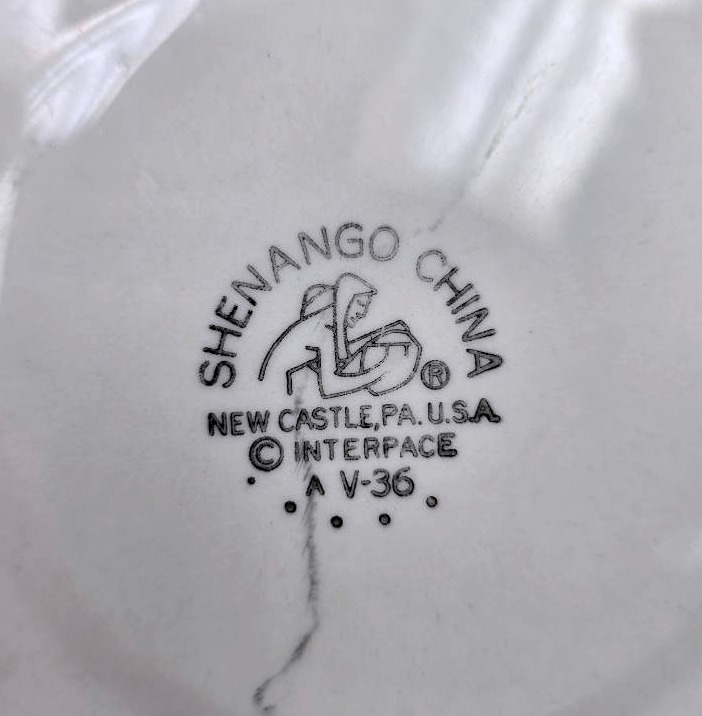 SHENANGO CHINA
®
NEW CASTLE, PA. U.S.A.
© INTERPACE
A V-36